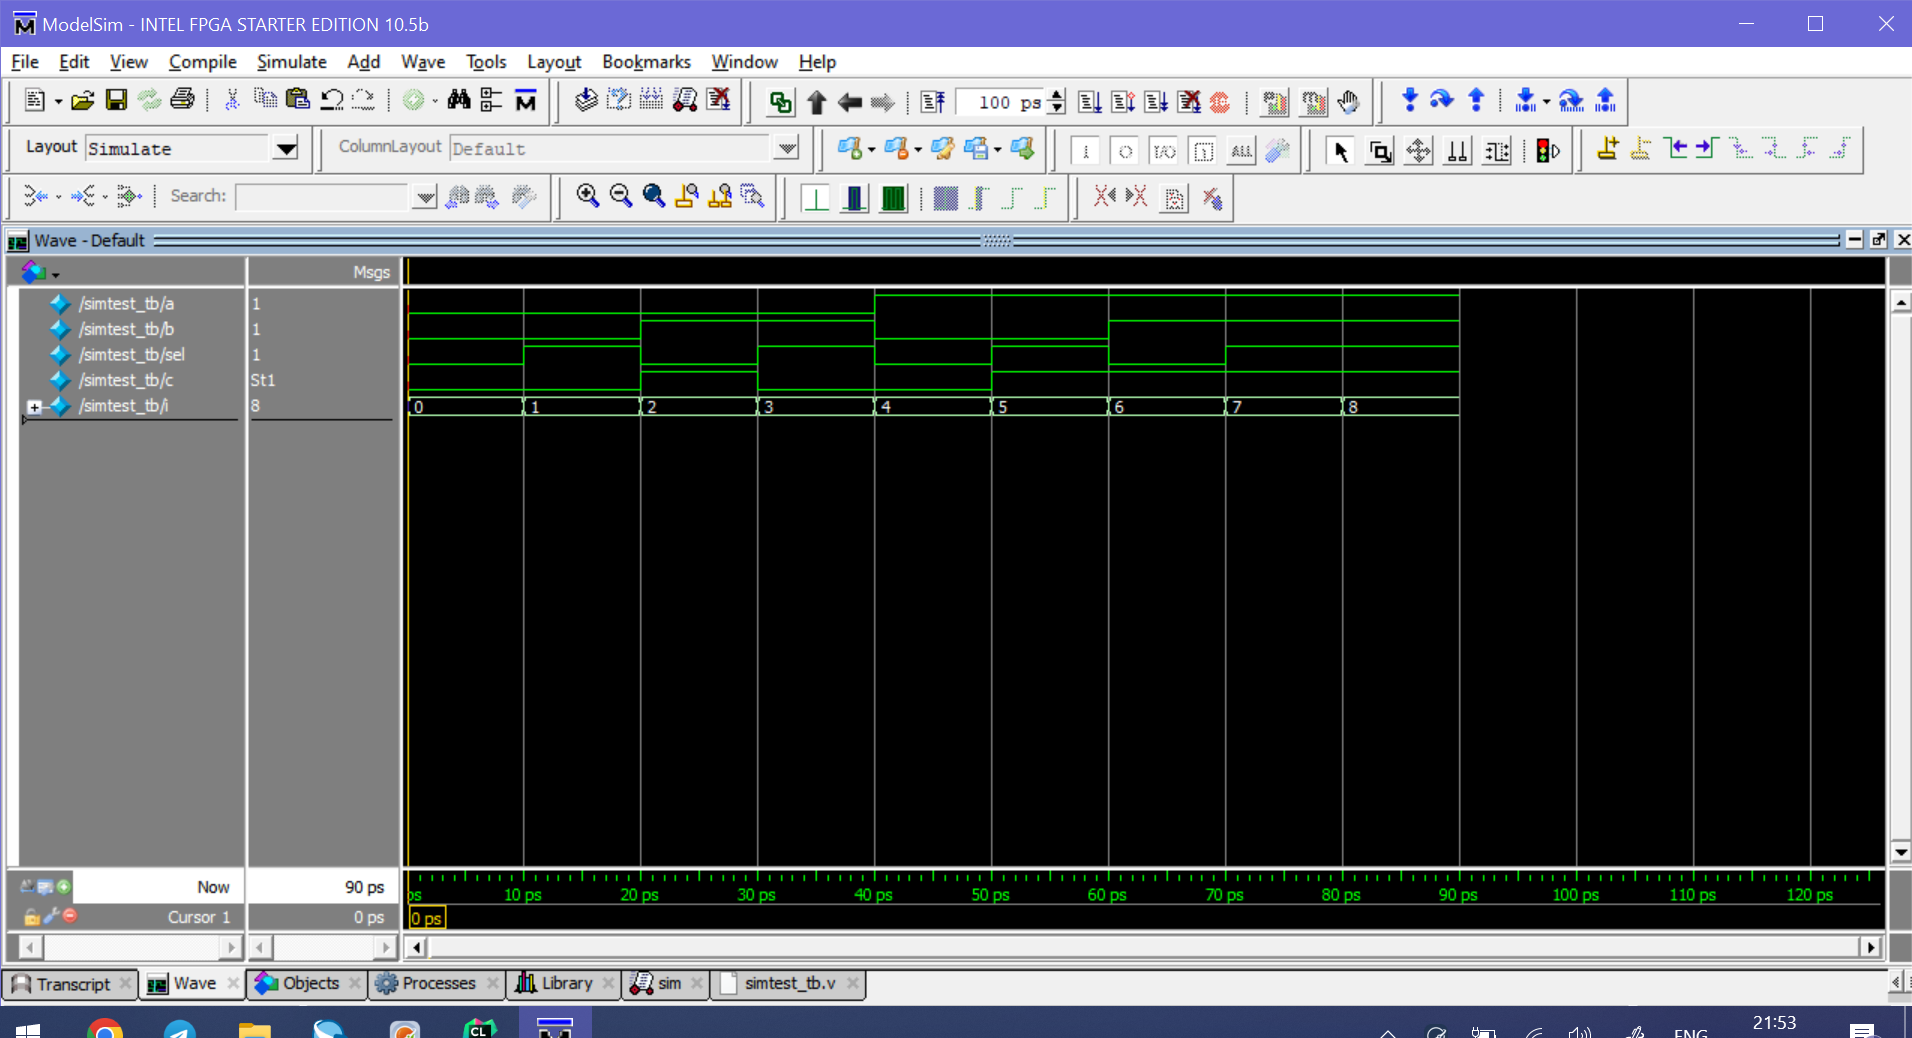 ModelSim - INTEL FPGA STARTER EDITION 10.5b
File Edit View Compile Simulate Add Wave Tools Layout Bookmarks Window Help
100 ps
Layout Simulate ColumnLayout Default
Search:
Wave - Default
Msgs
/simtest_tb/a 1
/simtest_tb/b 1
/simtest_tb/sel 1
/simtest_tb/c St1
/simtest_tb/i 8 0 1 2 3 4 5 6 7 8
Now 90 ps ps 10 ps 20 ps 30 ps 40 ps 50 ps 60 ps 70 ps 80 ps 90 ps 100 ps 110 ps 120 ps
Cursor 1 0 ps 0 ps
Transcript Wave Objects Processes Library sim simtest_tb.v
CL ENG 21:53